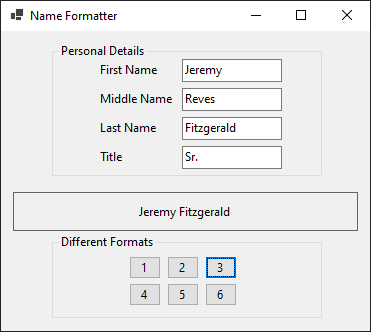 Name Formatter
Personal Details
First Name Jeremy
Middle Name Reves
Last Name Fitzgerald
Title Sr.
Jeremy Fitzgerald
Different Formats
1 2 3
4 5 6